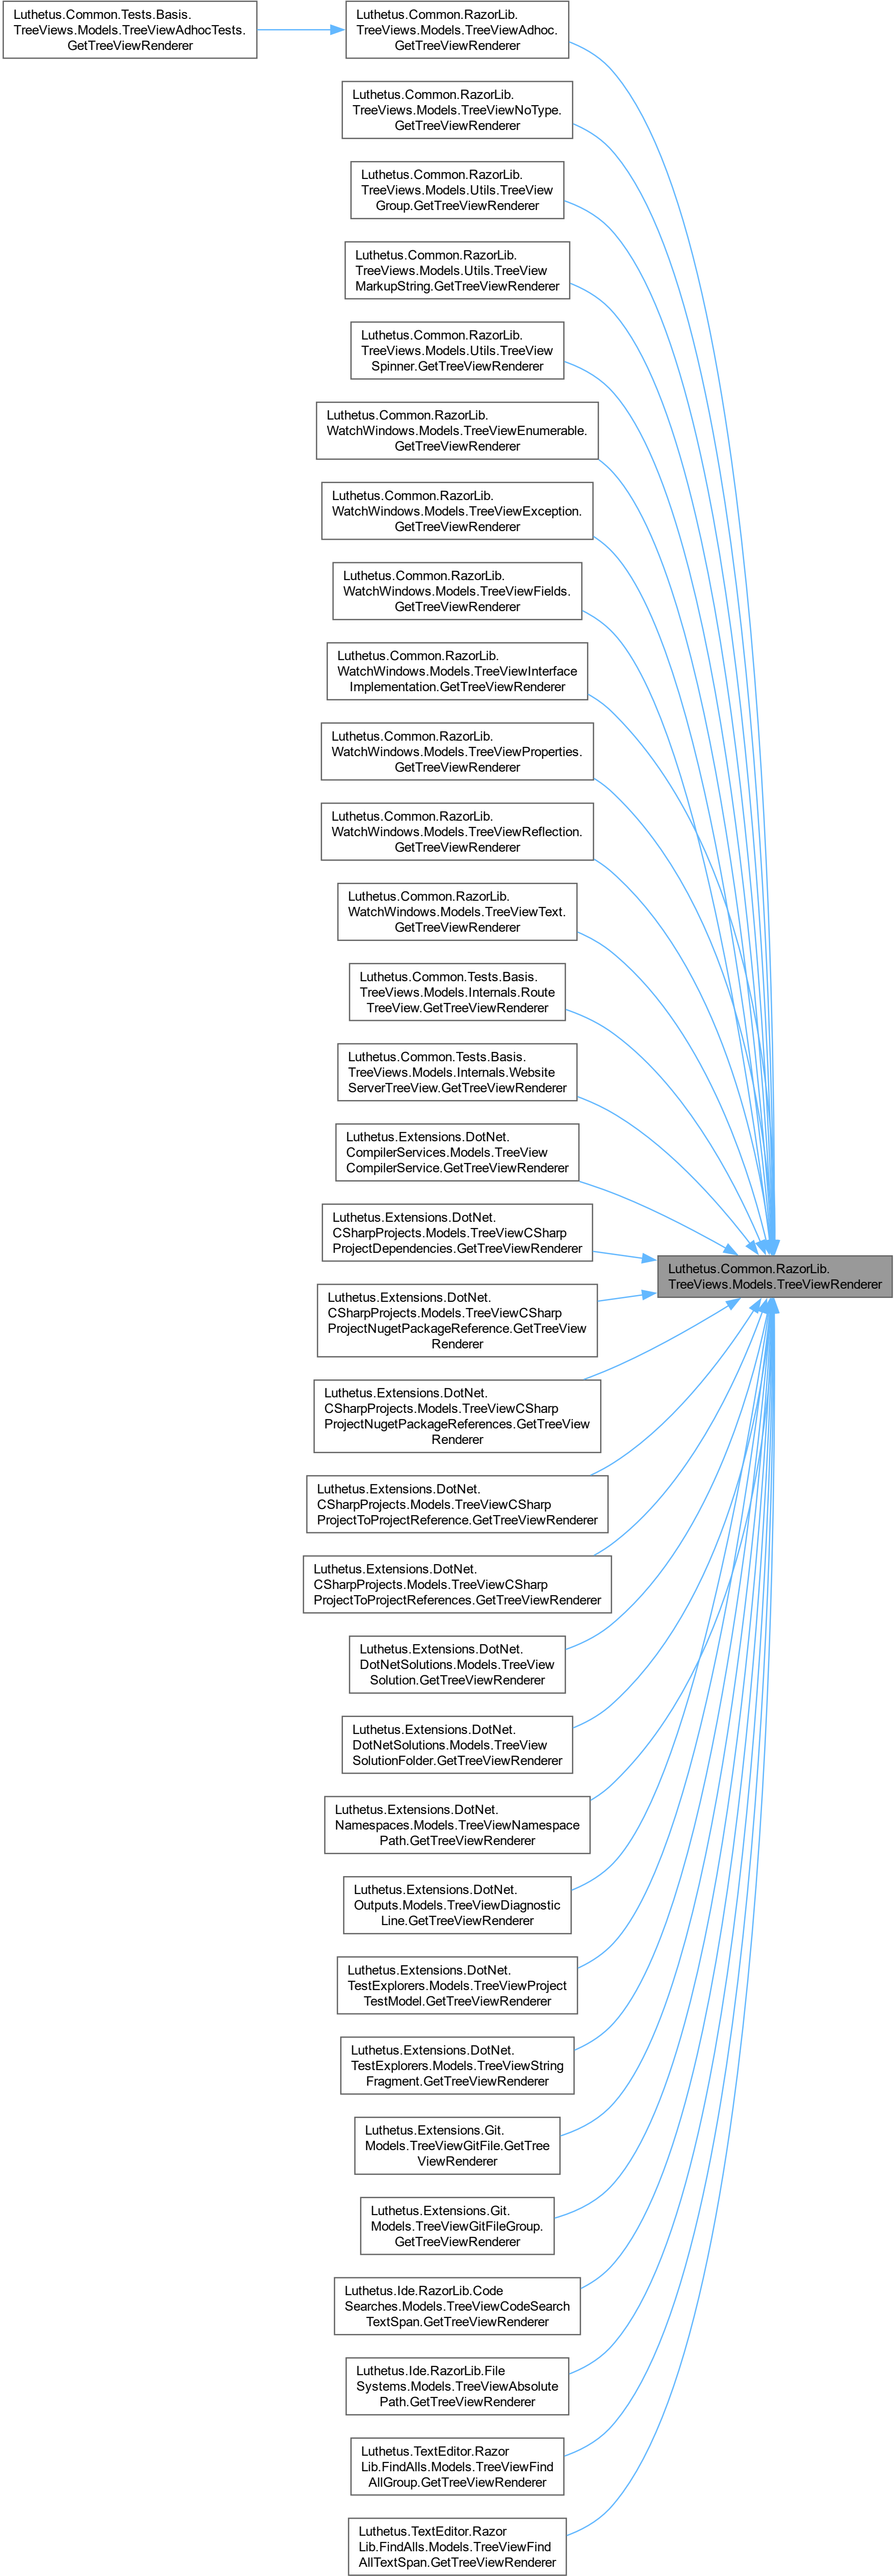 Luthetus.Common.Tests.Basis.
TreeViews.Models.TreeViewAdhocTests.
GetTreeViewRenderer
Luthetus.Common.RazorLib.
TreeViews.Models.TreeViewAdhoc.
GetTreeViewRenderer
Luthetus.Common.RazorLib.
TreeViews.Models.TreeViewNoType.
GetTreeViewRenderer
Luthetus.Common.RazorLib.
TreeViews.Models.Utils.TreeView
Group.GetTreeViewRenderer
Luthetus.Common.RazorLib.
TreeViews.Models.Utils.TreeView
MarkupString.GetTreeViewRenderer
Luthetus.Common.RazorLib.
TreeViews.Models.Utils.TreeView
Spinner.GetTreeViewRenderer
Luthetus.Common.RazorLib.
WatchWindows.Models.TreeViewEnumerable.
GetTreeViewRenderer
Luthetus.Common.RazorLib.
WatchWindows.Models.TreeViewException.
GetTreeViewRenderer
Luthetus.Common.RazorLib.
WatchWindows.Models.TreeViewFields.
GetTreeViewRenderer
Luthetus.Common.RazorLib.
WatchWindows.Models.TreeViewInterface
Implementation.GetTreeViewRenderer
Luthetus.Common.RazorLib.
WatchWindows.Models.TreeViewProperties.
GetTreeViewRenderer
Luthetus.Common.RazorLib.
WatchWindows.Models.TreeViewReflection.
GetTreeViewRenderer
Luthetus.Common.RazorLib.
WatchWindows.Models.TreeViewText.
GetTreeViewRenderer
Luthetus.Common.Tests.Basis.
TreeViews.Models.Internals.Route
TreeView.GetTreeViewRenderer
Luthetus.Common.Tests.Basis.
TreeViews.Models.Internals.Website
ServerTreeView.GetTreeViewRenderer
Luthetus.Extensions.DotNet.
CompilerServices.Models.TreeView
CompilerService.GetTreeViewRenderer
Luthetus.Extensions.DotNet.
CSharpProjects.Models.TreeViewCSharp
ProjectDependencies.GetTreeViewRenderer
Luthetus.Common.RazorLib.
TreeViews.Models.TreeViewRenderer
Luthetus.Extensions.DotNet.
CSharpProjects.Models.TreeViewCSharp
ProjectNugetPackageReference.GetTreeView
Renderer
Luthetus.Extensions.DotNet.
CSharpProjects.Models.TreeViewCSharp
ProjectNugetPackageReferences.GetTreeView
Renderer
Luthetus.Extensions.DotNet.
CSharpProjects.Models.TreeViewCSharp
ProjectToProjectReference.GetTreeViewRenderer
Luthetus.Extensions.DotNet.
CSharpProjects.Models.TreeViewCSharp
ProjectToProjectReferences.GetTreeViewRenderer
Luthetus.Extensions.DotNet.
DotNetSolutions.Models.TreeView
Solution.GetTreeViewRenderer
Luthetus.Extensions.DotNet.
DotNetSolutions.Models.TreeView
SolutionFolder.GetTreeViewRenderer
Luthetus.Extensions.DotNet.
Namespaces.Models.TreeViewNamespace
Path.GetTreeViewRenderer
Luthetus.Extensions.DotNet.
Outputs.Models.TreeViewDiagnostic
Line.GetTreeViewRenderer
Luthetus.Extensions.DotNet.
TestExplorers.Models.TreeViewProject
TestModel.GetTreeViewRenderer
Luthetus.Extensions.DotNet.
TestExplorers.Models.TreeViewString
Fragment.GetTreeViewRenderer
Luthetus.Extensions.Git.
Models.TreeViewGitFile.GetTree
ViewRenderer
Luthetus.Extensions.Git.
Models.TreeViewGitFileGroup.
GetTreeViewRenderer
Luthetus.Ide.RazorLib.Code
Searches.Models.TreeViewCodeSearch
TextSpan.GetTreeViewRenderer
Luthetus.Ide.RazorLib.File
Systems.Models.TreeViewAbsolute
Path.GetTreeViewRenderer
Luthetus.TextEditor.Razor
Lib.FindAlls.Models.TreeViewFind
AllGroup.GetTreeViewRenderer
Luthetus.TextEditor.Razor
Lib.FindAlls.Models.TreeViewFind
AllTextSpan.GetTreeViewRenderer